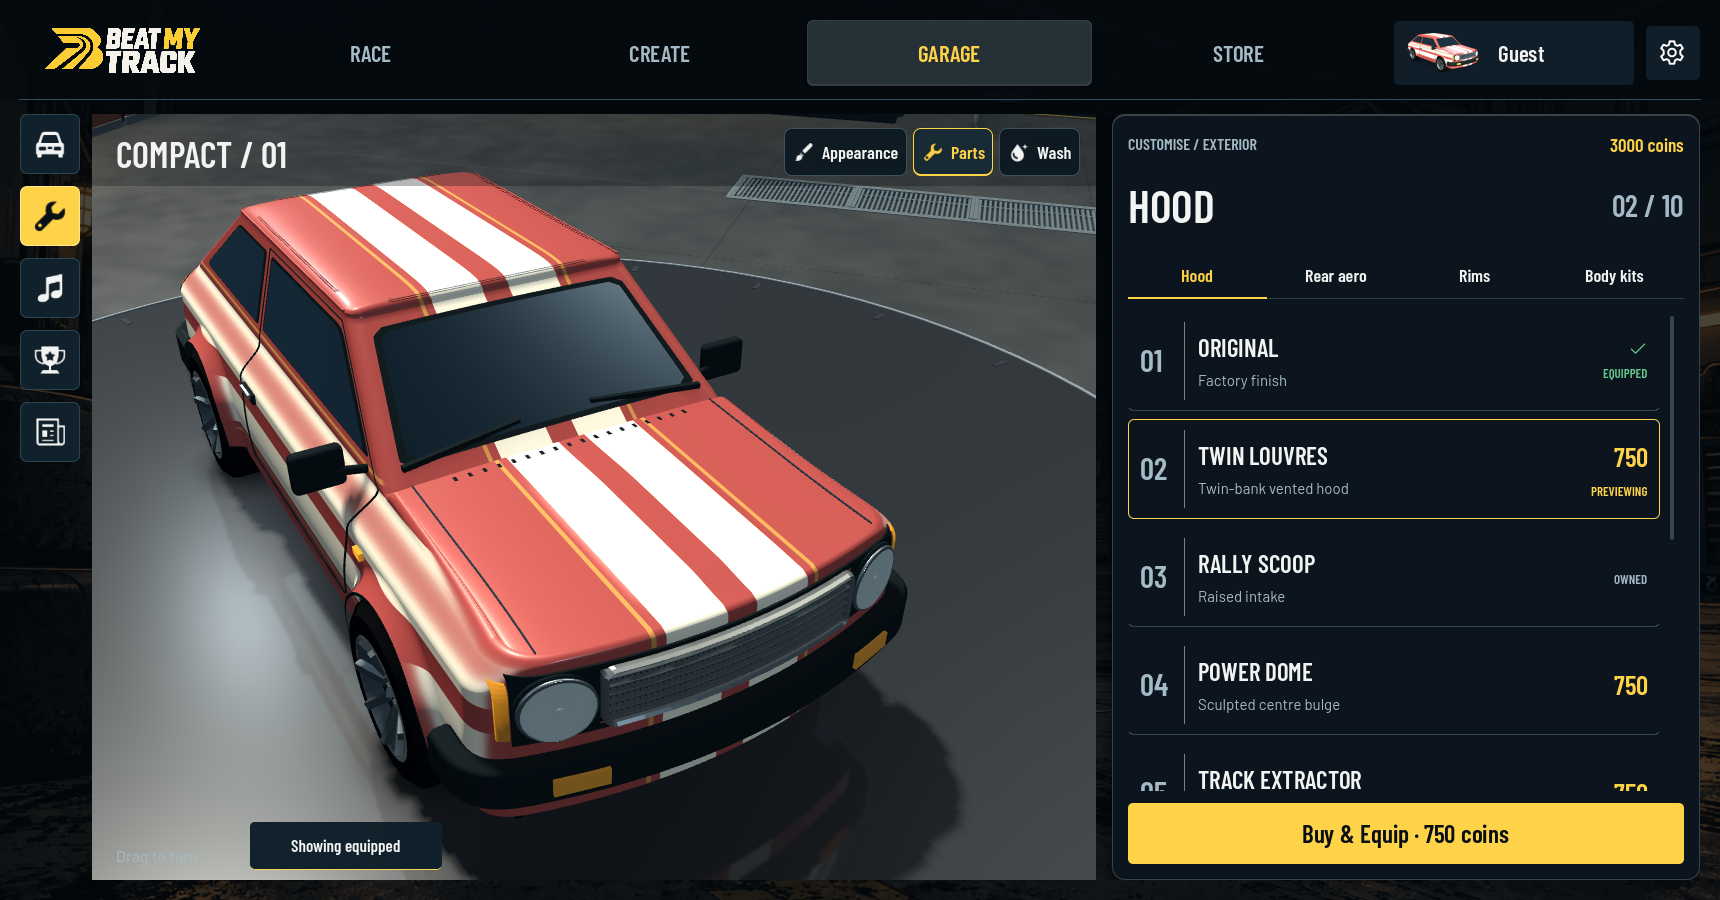 BEAT MY
TRACK
RACE
CREATE
GARAGE
STORE
Guest
COMPACT / 01
Appearance
Parts
Wash
Drag to turn
Showing equipped
CUSTOMISE / EXTERIOR
3000 coins
HOOD
02 / 10
Hood
Rear aero
Rims
Body kits
01
ORIGINAL
Factory finish
EQUIPPED
02
TWIN LOUVRES
Twin-bank vented hood
750
PREVIEWING
03
RALLY SCOOP
Raised intake
OWNED
04
POWER DOME
Sculpted centre bulge
750
05
TRACK EXTRACTOR
750
Buy & Equip · 750 coins